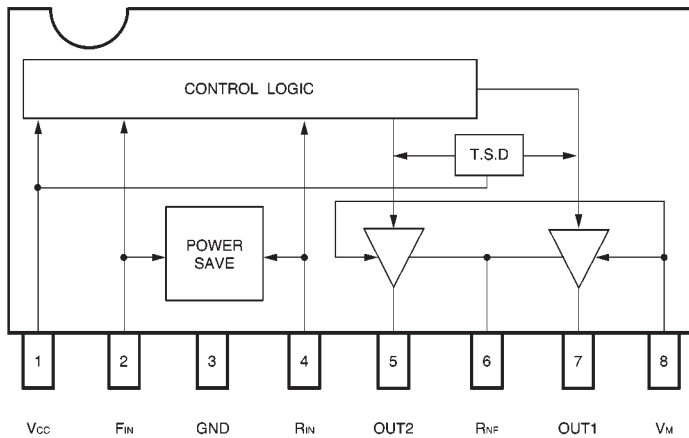 CONTROL LOGIC
T.S.D
POWER
SAVE
1 2 3 4 5 6 7 8
VCC FIN GND RIN OUT2 RNF OUT1 VM